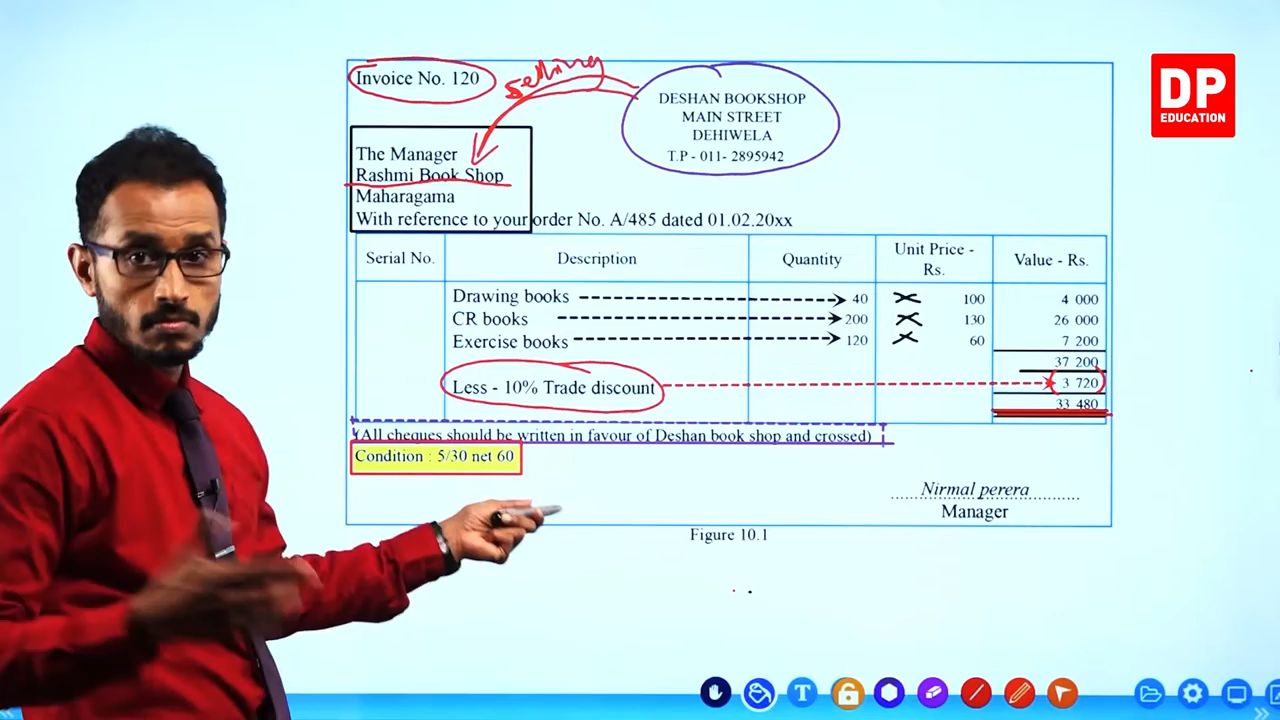 Invoice No. 120
selling
DESHAN BOOKSHOP
MAIN STREET
DEHIWELA
T.P - 011- 2895942
DP
EDUCATION
The Manager
Rashmi Book Shop
Maharagama
With reference to your order No. A/485 dated 01.02.20xx
Serial No. Description Quantity Unit Price - Rs. Value - Rs.
Drawing books 40 100 4 000
CR books 200 130 26 000
Exercise books 120 60 7 200
37 200
Less - 10% Trade discount 3 720
33 480
(All cheques should be written in favour of Deshan book shop and crossed)
Condition : 5/30 net 60
Nirmal perera
Manager
Figure 10.1
T